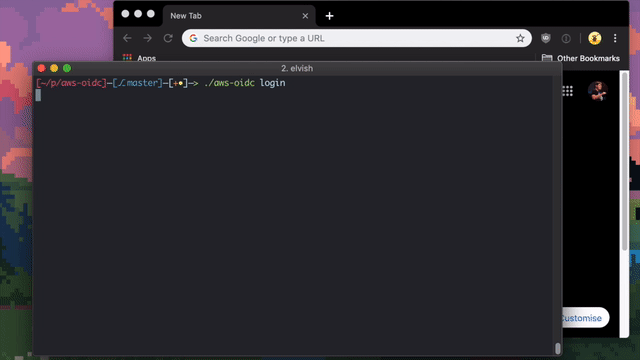 New Tab
Search Google or type a URL
Apps
Other Bookmarks
2. elvish
[~/p/aws-oidc]—[⎇master]—[+●]—> ./aws-oidc login
Customise